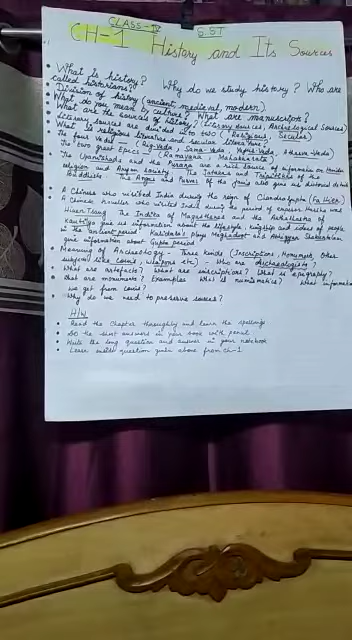 CLASS-IV S.ST
CH-1 History and Its Sources
• What is history? Why do we study history? Who are
called historians?
• Division of history (ancient, medieval, modern)
• What do you mean by culture? What are manuscripts?
• What are the sources of history? (Literary sources, Archeological Sources)
• Literary sources are divided into two (Religious, Secular)
• What is religious literature and secular literature?
• The four Vedas (Rig-Veda, Sama Veda, Yajur Veda, Atharva-Veda)
• The two great Epics (Ramayana, Mahabharata)
• The Upanishads and the Purana are a rich source of information on Hindu
religion and Aryan society. The Jatakas and Tripitakas of the
Buddhists. The Angas and of the Jains also give us historical details
• A Chinese who visited India during the reign of Chandragupta (Fa Hien)
• A Chinese traveller who visited India during the period of emperor Harsha was
Hiuen Tsang. The Indica of Megasthenes and the Arthashastra of
Kautilya give us information about the lifestyle, kingship and ideas of people
in the ancient period. Kalidasa's plays Meghadoot and Abhigyan Shakuntalam
give information about Gupta period
• Meaning of Archaeology - Three kinds (Inscriptions, Monument, Other
subjects like coins, weapons etc) - Who are archaeologists?
• What are artefacts? What are inscriptions? What is epigraphy?
• What are monuments? Examples What is numismatics? What information
we get from coins?
• Why do we need to preserve sources?
H/W
• Read the chapter thoroughly and learn the spellings
• Do the short answers in your book with pencil
• Write the long question and answer in your notebook
• Learn question given above from ch-1